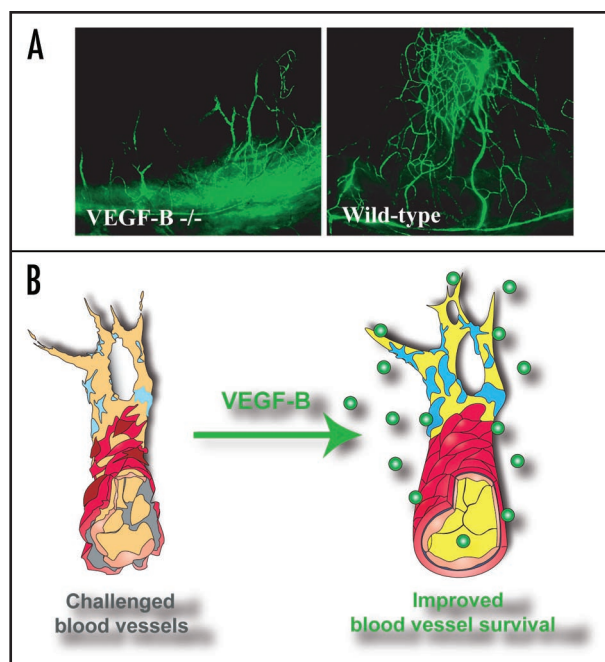 A
VEGF-B -/-
Wild-type
B
VEGF-B
Challenged
blood vessels
Improved
blood vessel survival